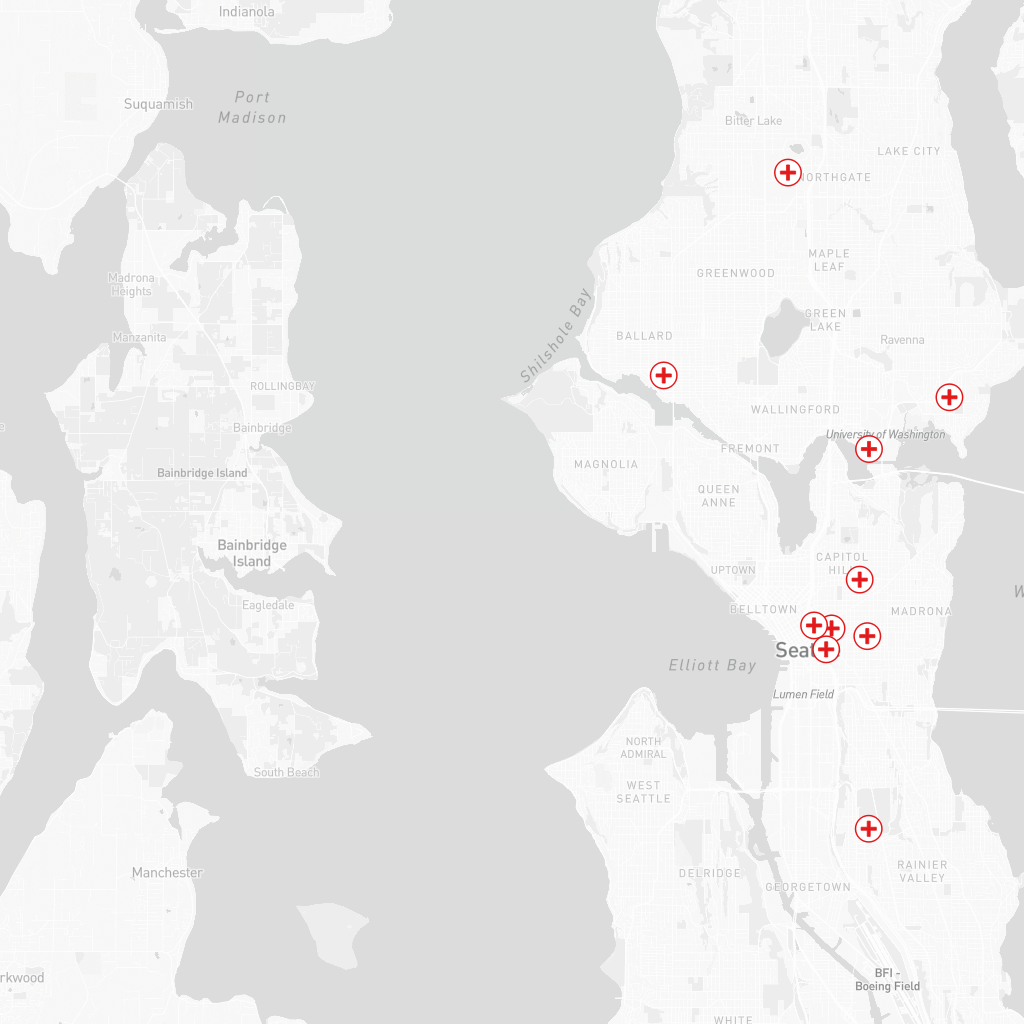 Indianola
Port
Madison
Suquamish
Bitter Lake
LAKE CITY
ORTHGATE
MAPLE
LEAF
GREENWOOD
Madrona
Heights
Shilshole Bay
GREEN
LAKE
Manzanita
BALLARD
Ravenna
ROLLINGBAY
WALLINGFORD
Bainbridge
University of Washington
FREMONT
MAGNOLIA
Bainbridge Island
QUEEN
ANNE
Bainbridge
Island
CAPITOL
HILL
UPTOWN
W
Eagledale
BELLTOWN
MADRONA
Seat
Elliott Bay
Lumen Field
NORTH
ADMIRAL
South Beach
WEST
SEATTLE
Manchester
DELRIDGE
RAINIER
VALLEY
GEORGETOWN
rkwood
BFI -
Boeing Field
WHITE